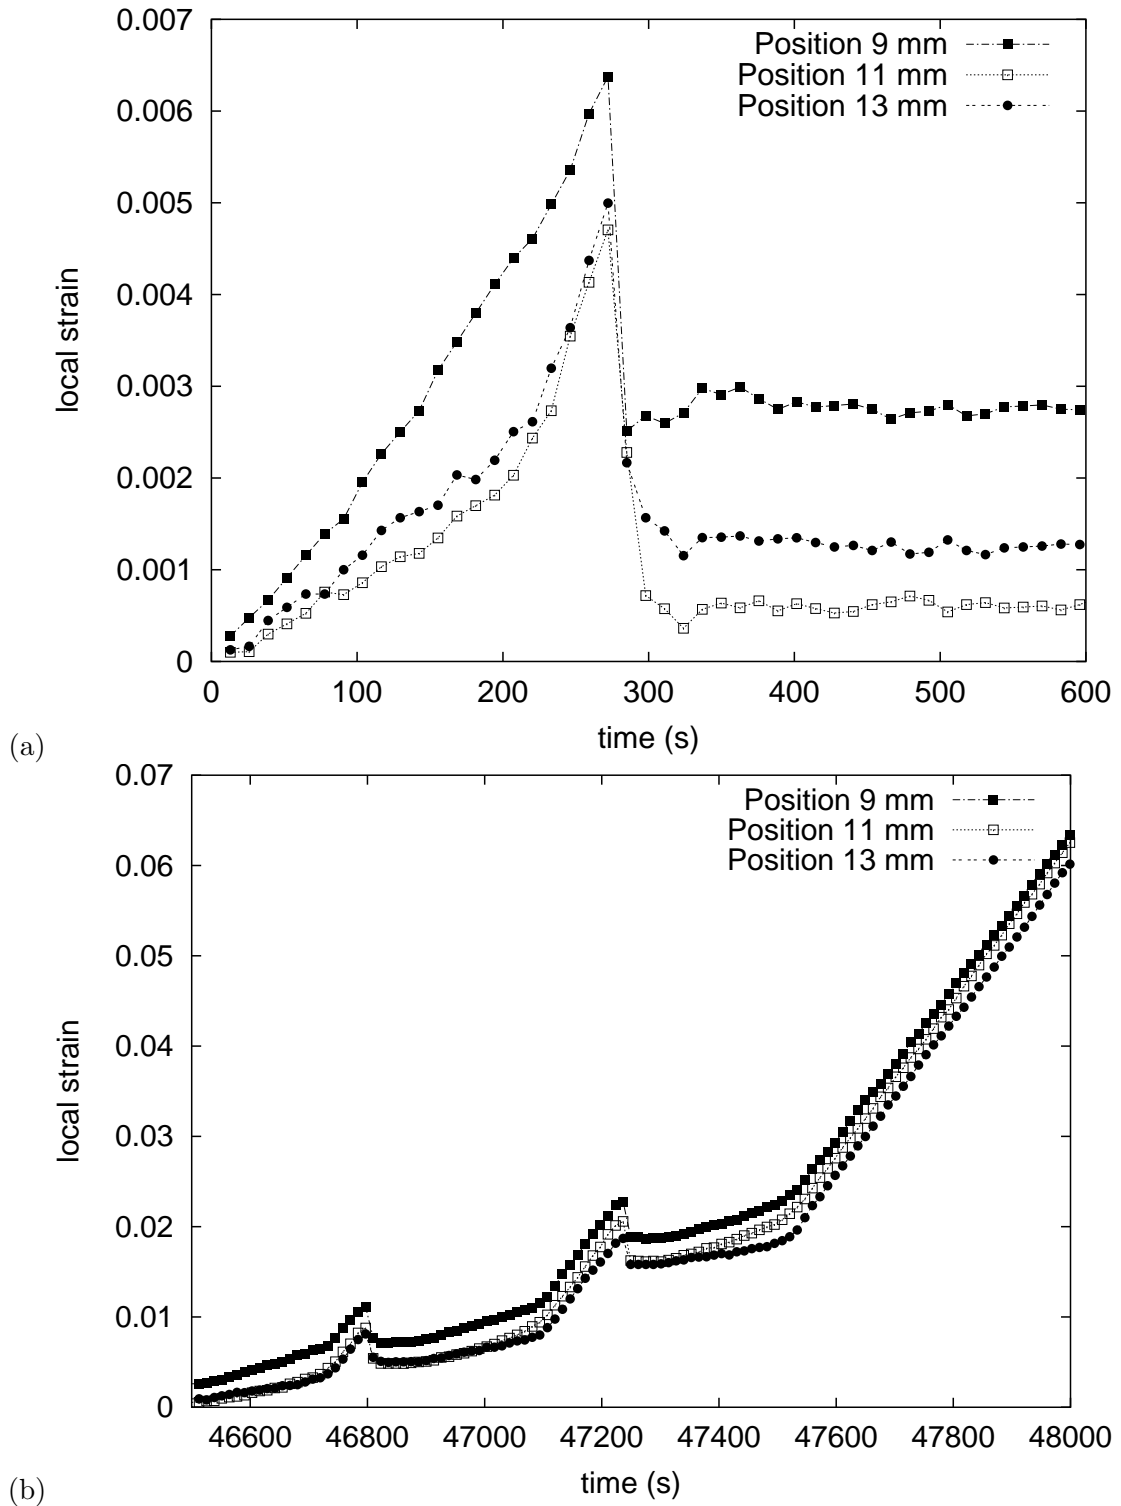 0.007
0.006
0.005
0.004
0.003
0.002
0.001
0
local strain
Position 9 mm
Position 11 mm
Position 13 mm
0 100 200 300 400 500 600
time (s)
(a)
0.07
0.06
0.05
0.04
0.03
0.02
0.01
0
local strain
Position 9 mm
Position 11 mm
Position 13 mm
46600 46800 47000 47200 47400 47600 47800 48000
time (s)
(b)